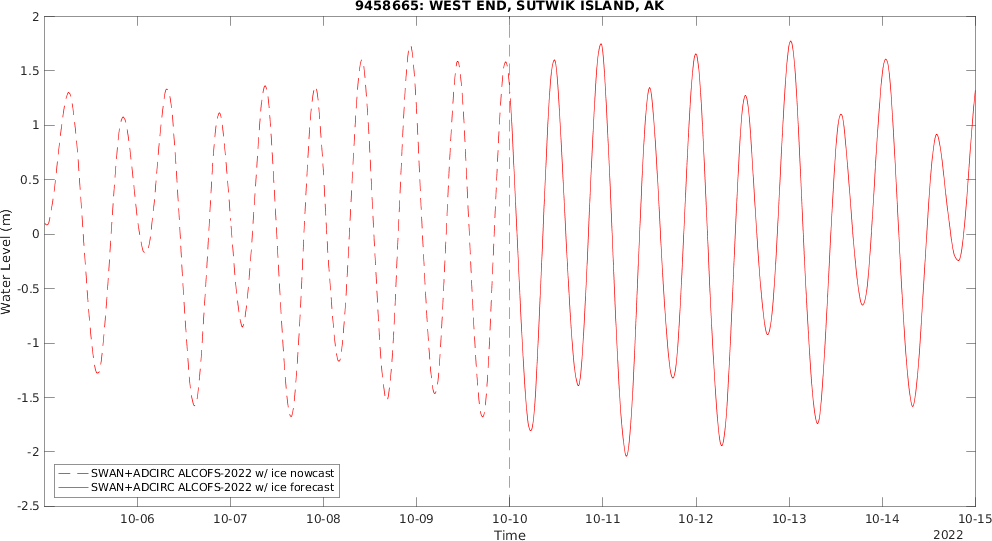 9458665: WEST END, SUTWIK ISLAND, AK
2
1.5
1
0.5
0
-0.5
-1
-1.5
-2
-2.5
Water Level (m)
SWAN+ADCIRC ALCOFS-2022 w/ ice nowcast
SWAN+ADCIRC ALCOFS-2022 w/ ice forecast
10-06 10-07 10-08 10-09 10-10 10-11 10-12 10-13 10-14 10-15
Time
2022